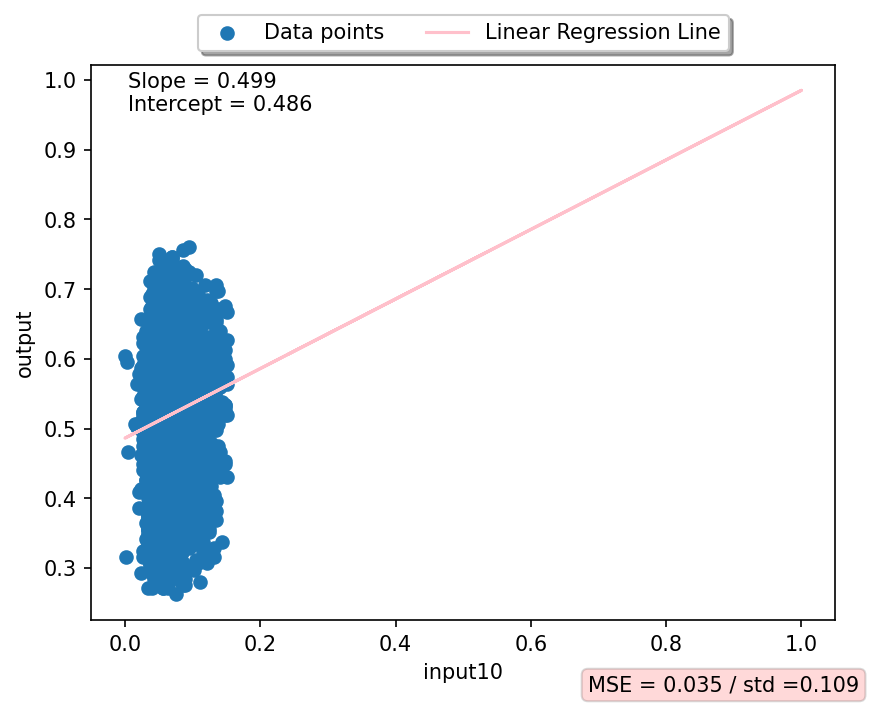 Data points
Linear Regression Line
Slope = 0.499
Intercept = 0.486
1.0
0.9
0.8
0.7
0.6
0.5
0.4
0.3
output
0.0 0.2 0.4 0.6 0.8 1.0
input10
MSE = 0.035 / std =0.109